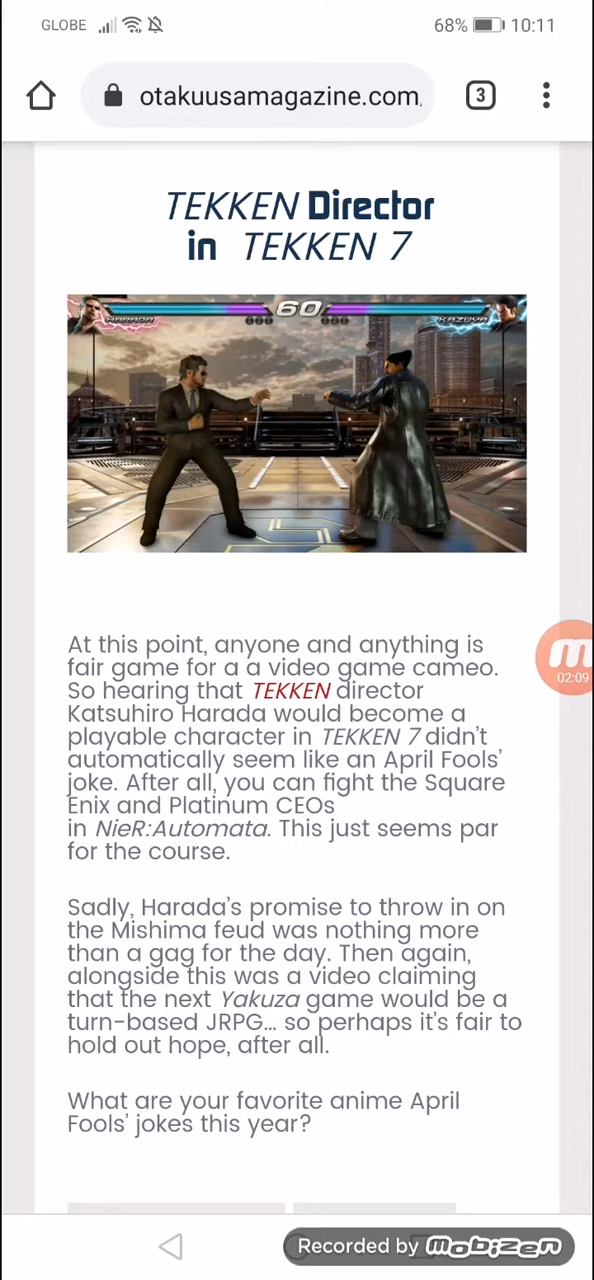 GLOBE 68% 10:11
otakuusamagazine.com, 3
TEKKEN Director
in TEKKEN 7
60
HARADA KAZUYA
At this point, anyone and anything is
fair game for a a video game cameo.
So hearing that TEKKEN director
Katsuhiro Harada would become a
playable character in TEKKEN 7 didn't
automatically seem like an April Fools'
joke. After all, you can fight the Square
Enix and Platinum CEOs
in NieR:Automata. This just seems par
for the course.
02:09
Sadly, Harada's promise to throw in on
the Mishima feud was nothing more
than a gag for the day. Then again,
alongside this was a video claiming
that the next Yakuza game would be a
turn-based JRPG... so perhaps it's fair to
hold out hope, after all.
What are your favorite anime April
Fools' jokes this year?
Recorded by mobizen